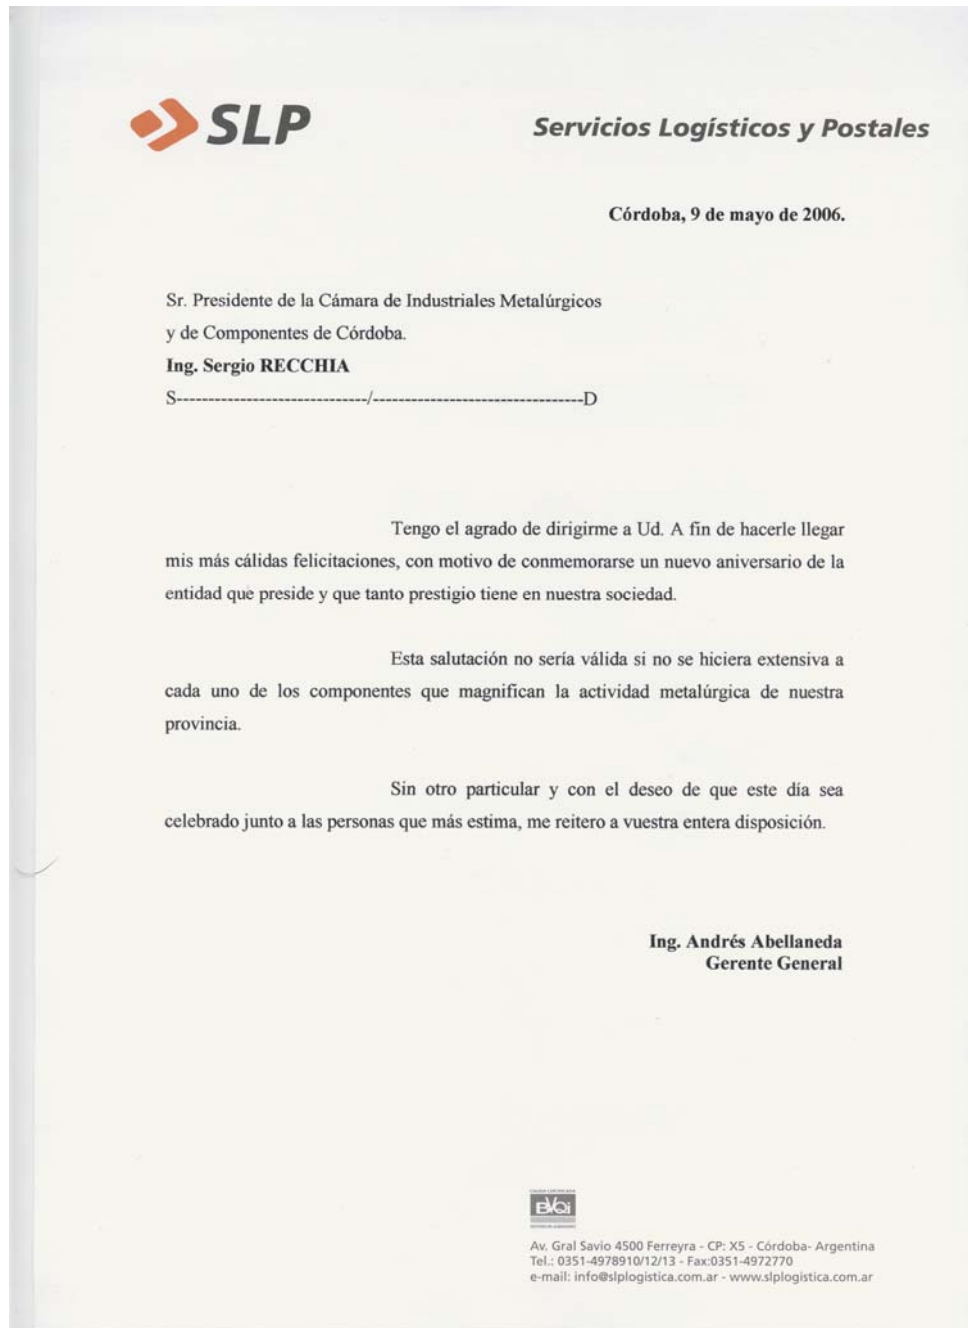 SLP
Servicios Logísticos y Postales
Córdoba, 9 de mayo de 2006.
Sr. Presidente de la Cámara de Industriales Metalúrgicos
y de Componentes de Córdoba.
Ing. Sergio RECCHIA
S------------------------------/---------------------------------D
Tengo el agrado de dirigirme a Ud. A fin de hacerle llegar
mis más cálidas felicitaciones, con motivo de conmemorarse un nuevo aniversario de la
entidad que preside y que tanto prestigio tiene en nuestra sociedad.
Esta salutación no sería válida si no se hiciera extensiva a
cada uno de los componentes que magnifican la actividad metalúrgica de nuestra
provincia.
Sin otro particular y con el deseo de que este día sea
celebrado junto a las personas que más estima, me reitero a vuestra entera disposición.
Ing. Andrés Abellaneda
Gerente General
BVQi
Av. Gral Savio 4500 Ferreyra - CP: X5 - Córdoba- Argentina
Tel.: 0351-4978910/12/13 - Fax:0351-4972770
e-mail: info@slplogistica.com.ar - www.slplogistica.com.ar